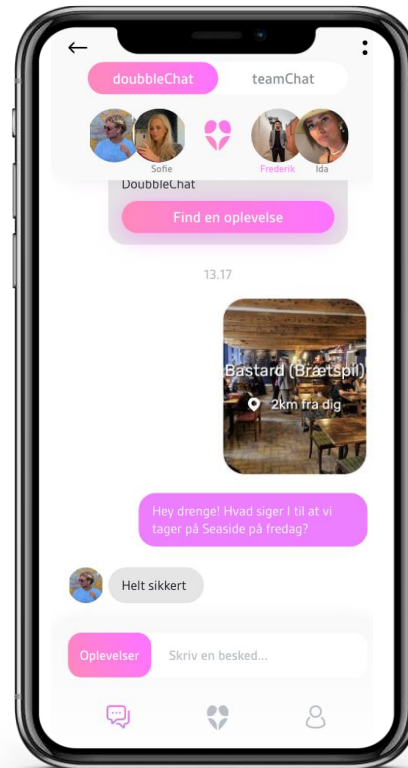 doubbleChat
teamChat
Sofie
Frederik
Ida
DoubbleChat
Find en oplevelse
13.17
Bastard (Brætspil)
2km fra dig
Hey drenge! Hvad siger I til at vi
tager på Seaside på fredag?
Helt sikkert
Oplevelser
Skriv en besked...